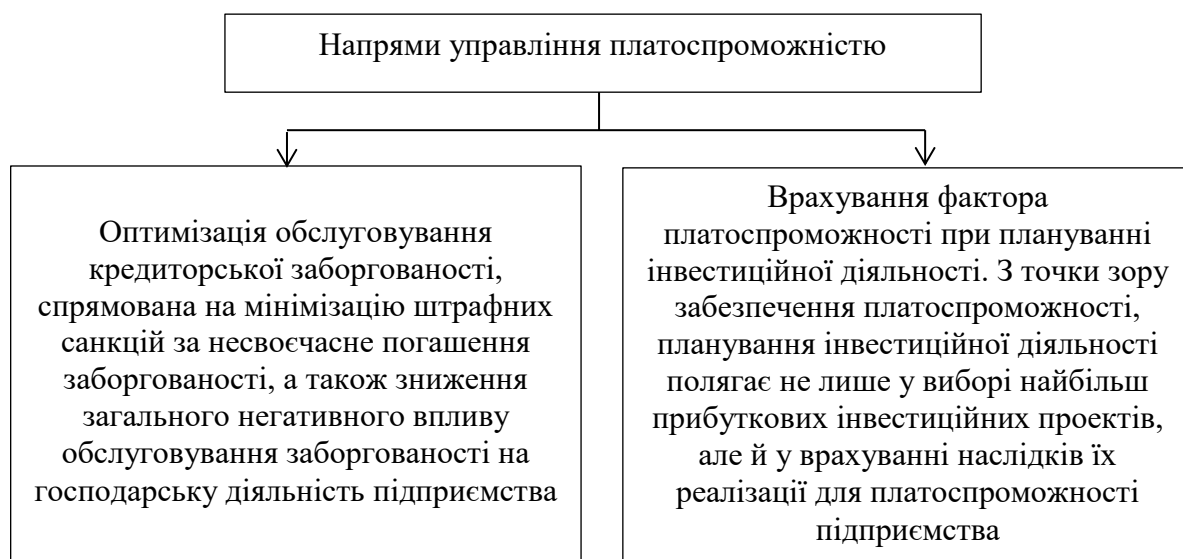 Напрями управління платоспроможністю
Оптимізація обслуговування
кредиторської заборгованості,
спрямована на мінімізацію штрафних
санкцій за несвоєчасне погашення
заборгованості, а також зниження
загального негативного впливу
обслуговування заборгованості на
господарську діяльність підприємства
Врахування фактора
платоспроможності при плануванні
інвестиційної діяльності. З точки зору
забезпечення платоспроможності,
планування інвестиційної діяльності
полягає не лише у виборі найбільш
прибуткових інвестиційних проектів,
але й у врахуванні наслідків їх
реалізації для платоспроможності
підприємства